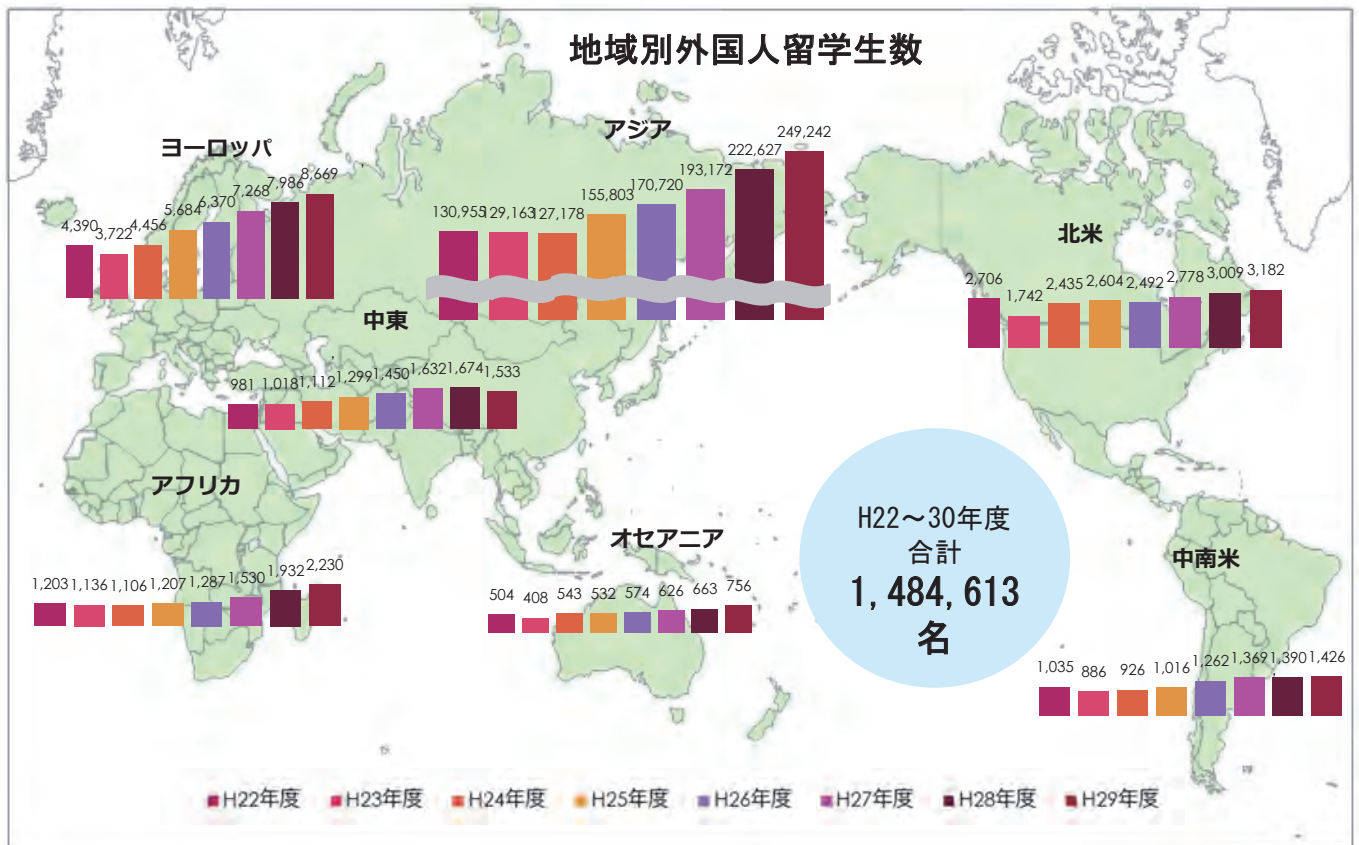 地域別外国人留学生数
ヨーロッパ
4,390 3,722 4,456 5,684 6,370 7,268 7,986 8,669
アジア
130,955 129,163 127,178 155,803 170,720 193,172 222,627 249,242
北米
2,706 1,742 2,435 2,604 2,492 2,778 3,009 3,182
中東
981 1,018 1,112 1,299 1,450 1,632 1,674 1,533
アフリカ
1,203 1,136 1,106 1,207 1,287 1,530 1,932 2,230
オセアニア
504 408 543 532 574 626 663 756
H22～30年度
合計
1,484,613
名
中南米
1,035 886 926 1,016 1,262 1,369 1,390 1,426
H22年度 H23年度 H24年度 H25年度 H26年度 H27年度 H28年度 H29年度